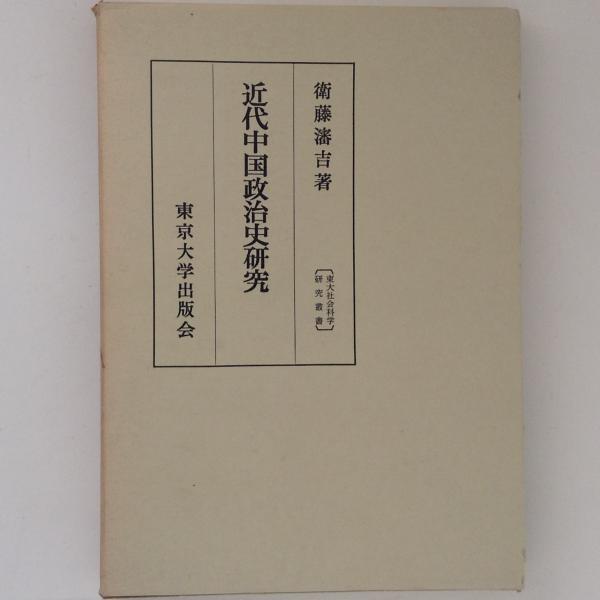 衛藤瀋吉著
〔東大社会科学
研究叢書〕
近代中国政治史研究
東京大学出版会